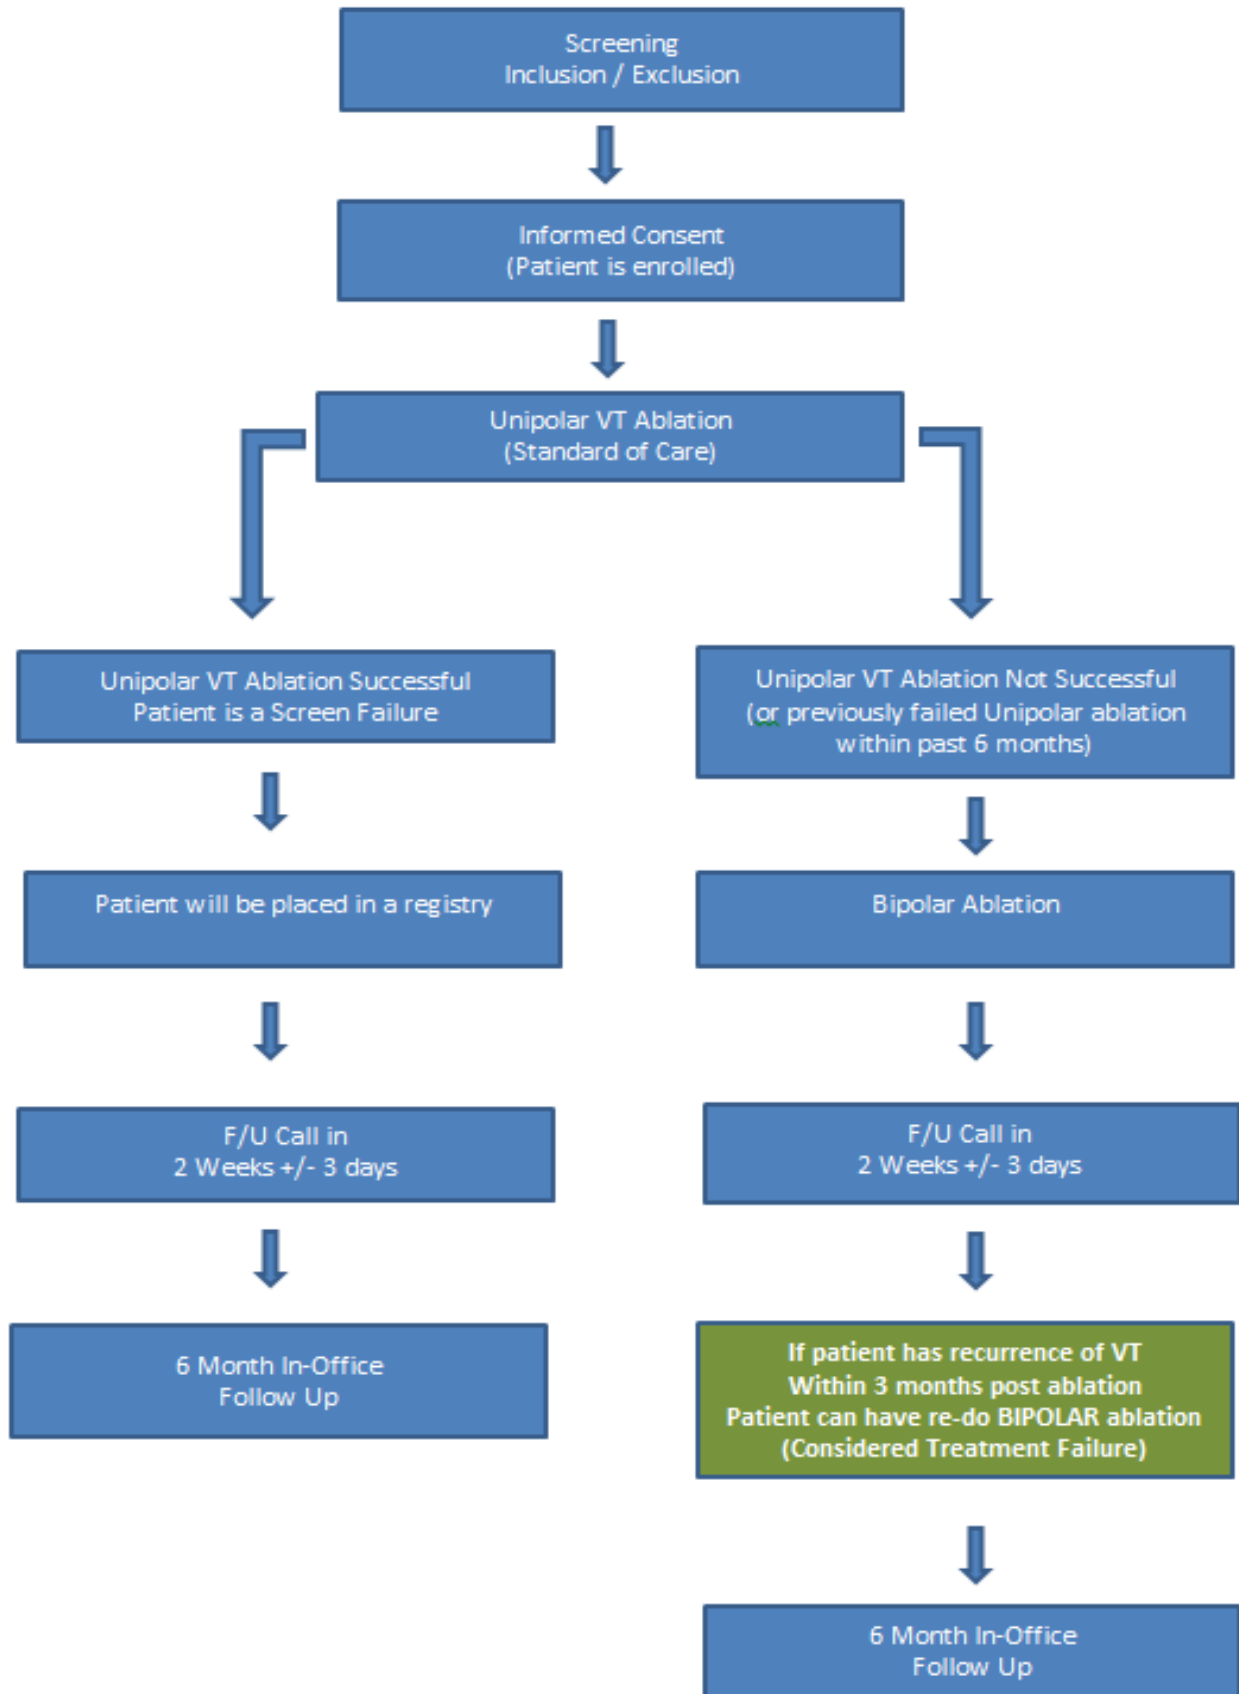 Screening
Inclusion / Exclusion
Informed Consent
(Patient is enrolled)
Unipolar VT Ablation
(Standard of Care)
Unipolar VT Ablation Successful
Patient is a Screen Failure
Patient will be placed in a registry
F/U Call in
2 Weeks +/- 3 days
6 Month In-Office
Follow Up
Unipolar VT Ablation Not Successful
(or previously failed Unipolar ablation
within past 6 months)
Bipolar Ablation
F/U Call in
2 Weeks +/- 3 days
If patient has recurrence of VT
Within 3 months post ablation
Patient can have re-do BIPOLAR ablation
(Considered Treatment Failure)
6 Month In-Office
Follow Up